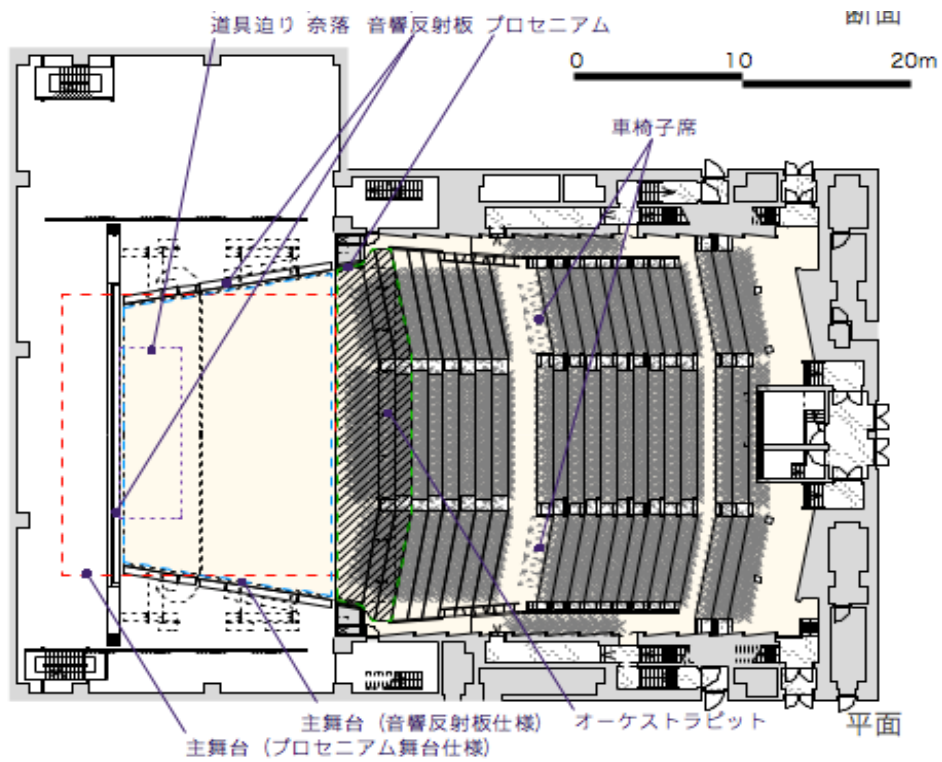 断面
道具迫り 奈落 音響反射板 プロセニアム
0 10 20m
車椅子席
主舞台（音響反射板仕様）
オーケストラピット
平面
主舞台（プロセニアム舞台仕様）